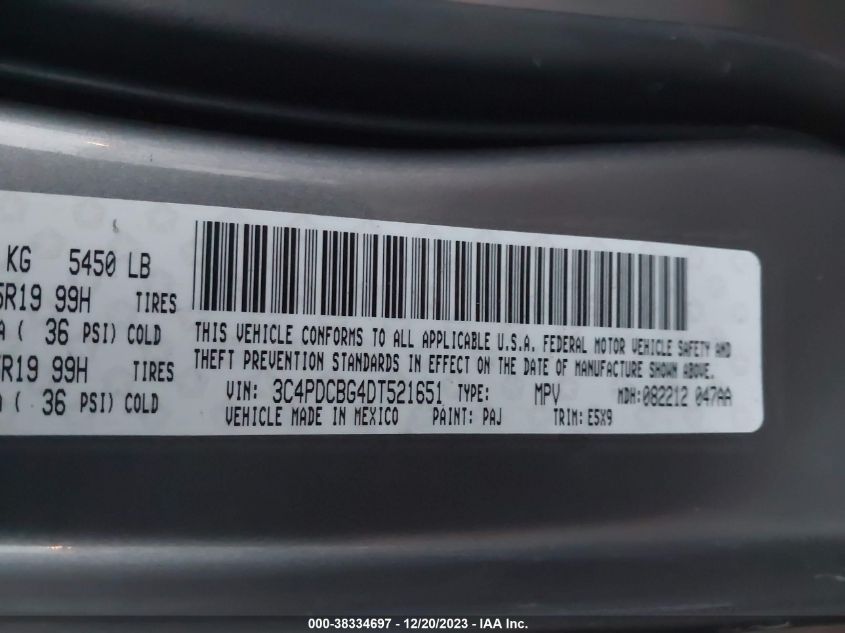 KG 5450 LB
5R19 99H TIRES
A ( 36 PSI) COLD
R19 99H TIRES
( 36 PSI) COLD
THIS VEHICLE CONFORMS TO ALL APPLICABLE U.S.A. FEDERAL MOTOR VEHICLE SAFETY AND
THEFT PREVENTION STANDARDS IN EFFECT ON THE DATE OF MANUFACTURE SHOWN ABOVE.
VIN: 3C4PDCBG4DT521651 TYPE: MPV MDH:082212 047AA
VEHICLE MADE IN MEXICO PAINT: PAJ TRIM: E5X9
000-38334697 - 12/20/2023 - IAA Inc.